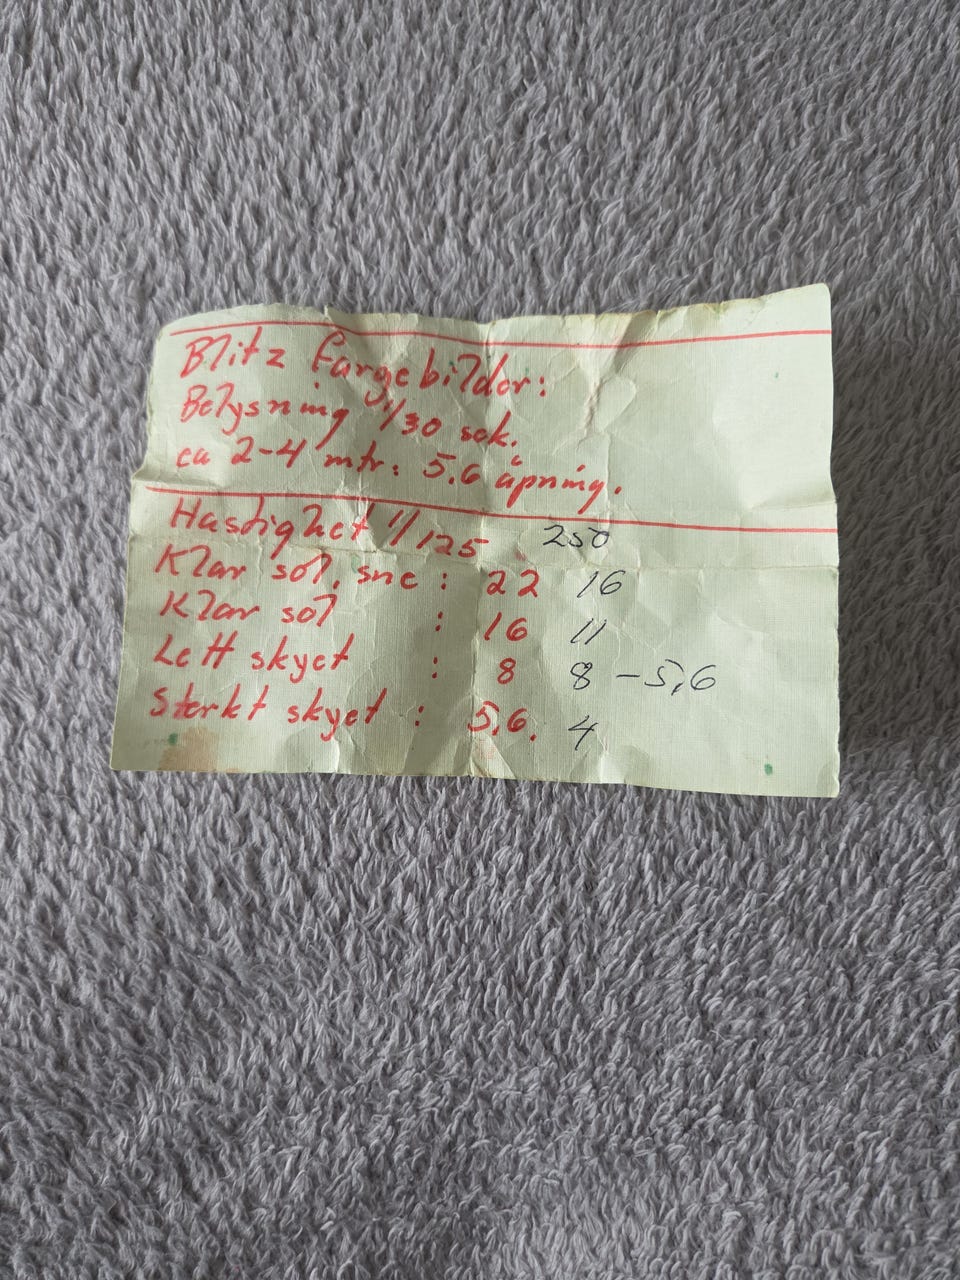 Blitz fargebilder:
Belysning 1/30 sek.
ca 2-4 mtr: 5.6 åpning.
Hastighet 1/125 250
Klar sol, sne : 22 16
Klar sol : 16 11
Lett skyet : 8 8 - 5,6
Sterkt skyet : 5,6. 4